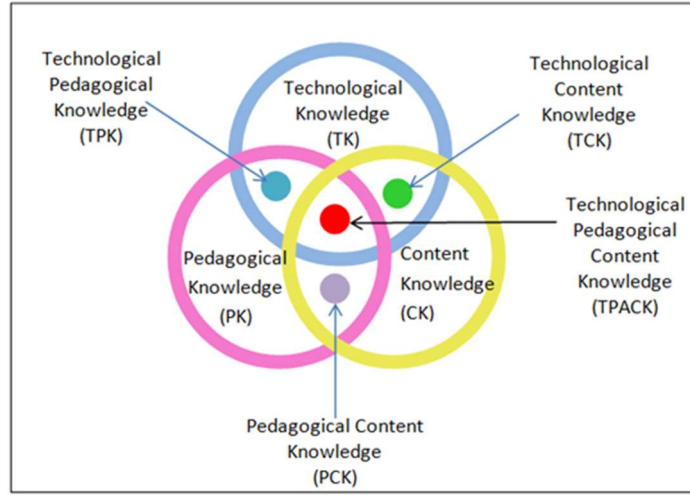 Technological
Pedagogical
Knowledge
(TPK)
Technological
Knowledge
(TK)
Technological
Content
Knowledge
(TCK)
Technological
Pedagogical
Content
Knowledge
(TPACK)
Pedagogical
Knowledge
(PK)
Content
Knowledge
(CK)
Pedagogical Content
Knowledge
(PCK)